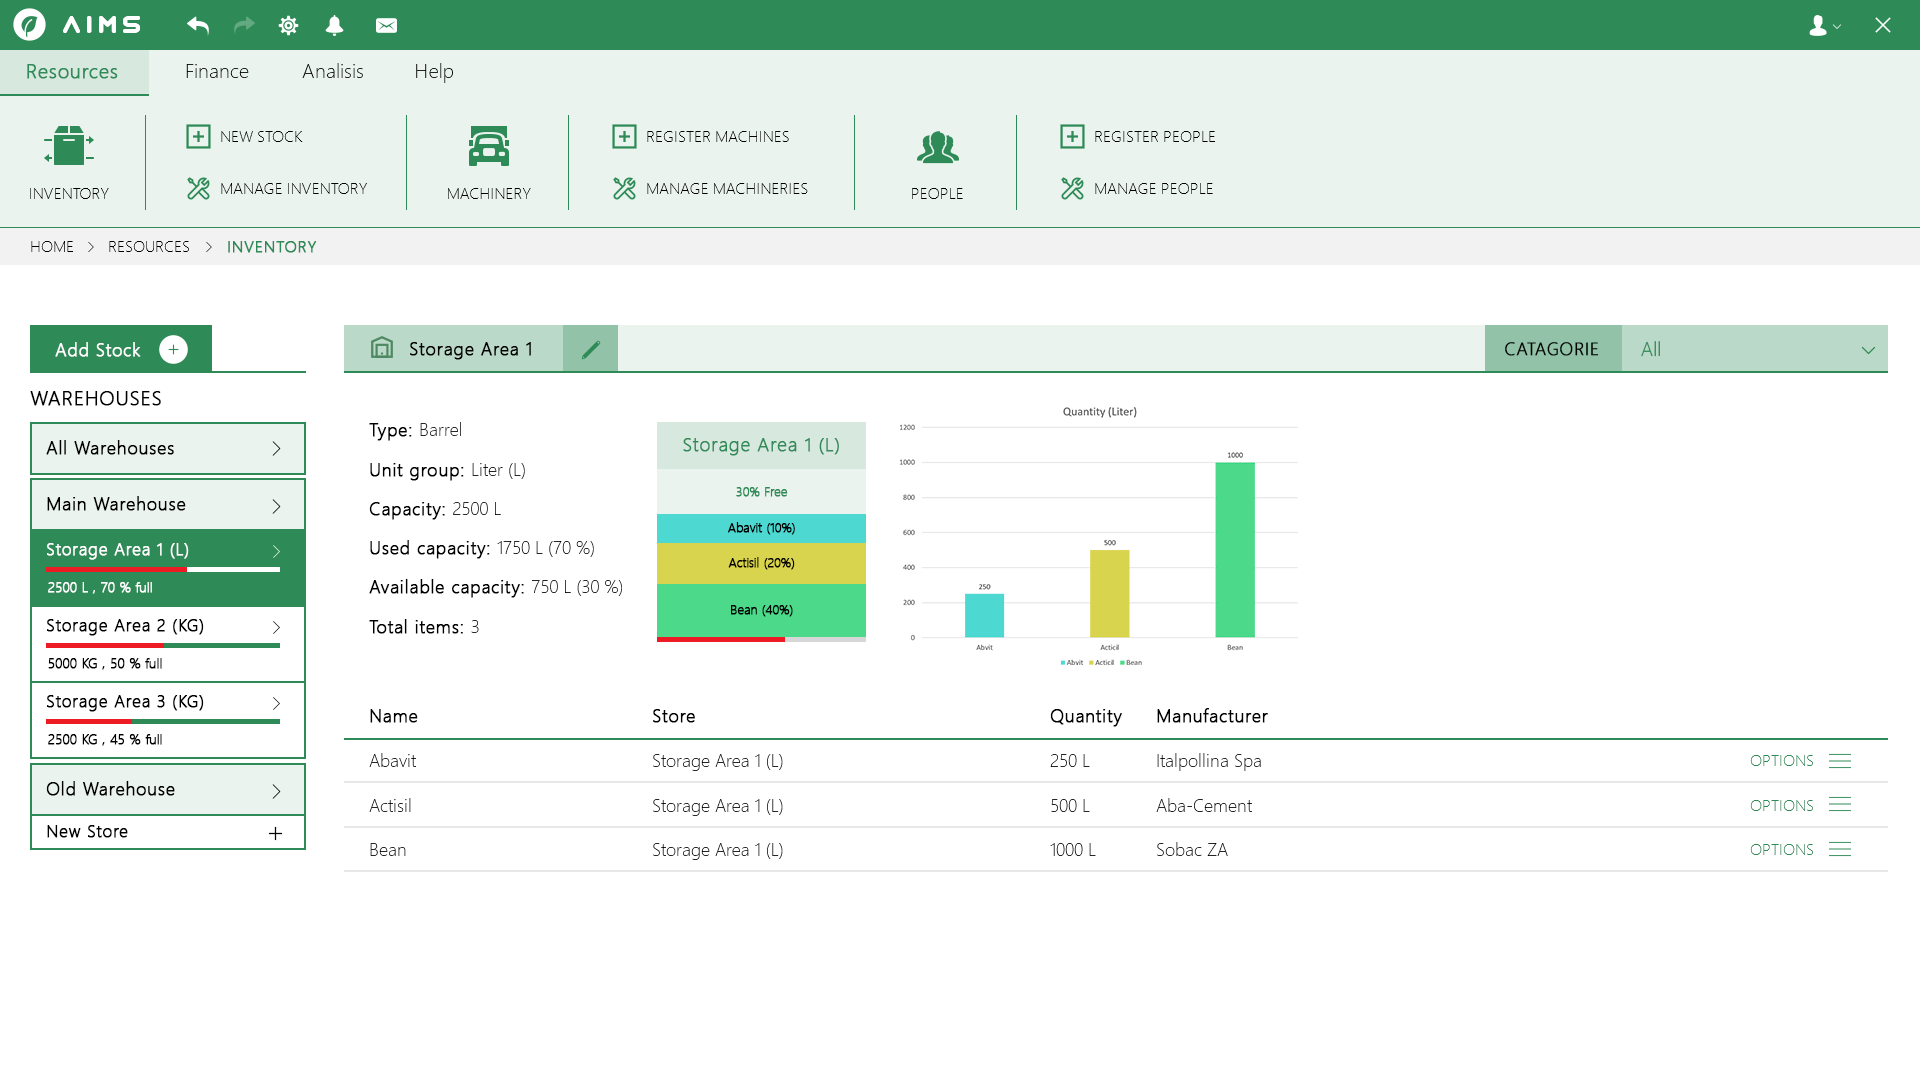 AIMS
Resources
Finance
Analisis
Help
INVENTORY
NEW STOCK
MANAGE INVENTORY
MACHINERY
REGISTER MACHINES
MANAGE MACHINERIES
PEOPLE
REGISTER PEOPLE
MANAGE PEOPLE
HOME > RESOURCES > INVENTORY
Add Stock +
WAREHOUSES
All Warehouses
Main Warehouse
Storage Area 1 (L)
2500 L , 70 % full
Storage Area 2 (KG)
5000 KG , 50 % full
Storage Area 3 (KG)
2500 KG , 45 % full
Old Warehouse
New Store +
Storage Area 1
CATAGORIE
All
Type: Barrel
Unit group: Liter (L)
Capacity: 2500 L
Used capacity: 1750 L (70 %)
Available capacity: 750 L (30 %)
Total items: 3
Storage Area 1 (L)
30% Free
Abavit (10%)
Actisil (20%)
Bean (40%)
Quantity (Liter)
1200
1000
800
600
400
200
0
250
500
1000
Abvit
Acticil
Bean
Abvit Acticil Bean
Name Store Quantity Manufacturer
Abavit Storage Area 1 (L) 250 L Italpollina Spa OPTIONS
Actisil Storage Area 1 (L) 500 L Aba-Cement OPTIONS
Bean Storage Area 1 (L) 1000 L Sobac ZA OPTIONS